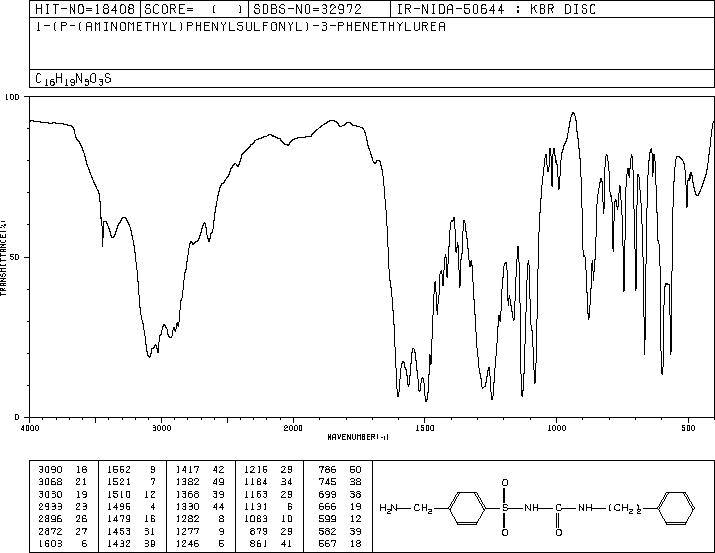 HIT-NO=18408 SCORE= ( ) SDBS-NO=32972 IR-NIDA-50644 : KBR DISC
1-(P-(AMINOMETHYL)PHENYLSULFONYL)-3-PHENETHYLUREA
C16H19N3O3S
100
50
0
TRANSMITTANCE(%)
4000 3000 2000 1500 1000 500
WAVENUMBER(-1)
3090 18 1562 9 1417 42 1216 29 786 50
3068 21 1521 7 1382 49 1184 34 745 38
3030 19 1510 12 1368 39 1163 29 699 38
2933 23 1496 4 1330 44 1131 6 666 19
2896 26 1479 16 1282 8 1083 10 599 12
2872 27 1453 31 1277 9 879 29 582 39
1603 6 1432 39 1246 5 861 41 567 18
H2N—CH2 O S O NH—C—NH—(CH2)2 O